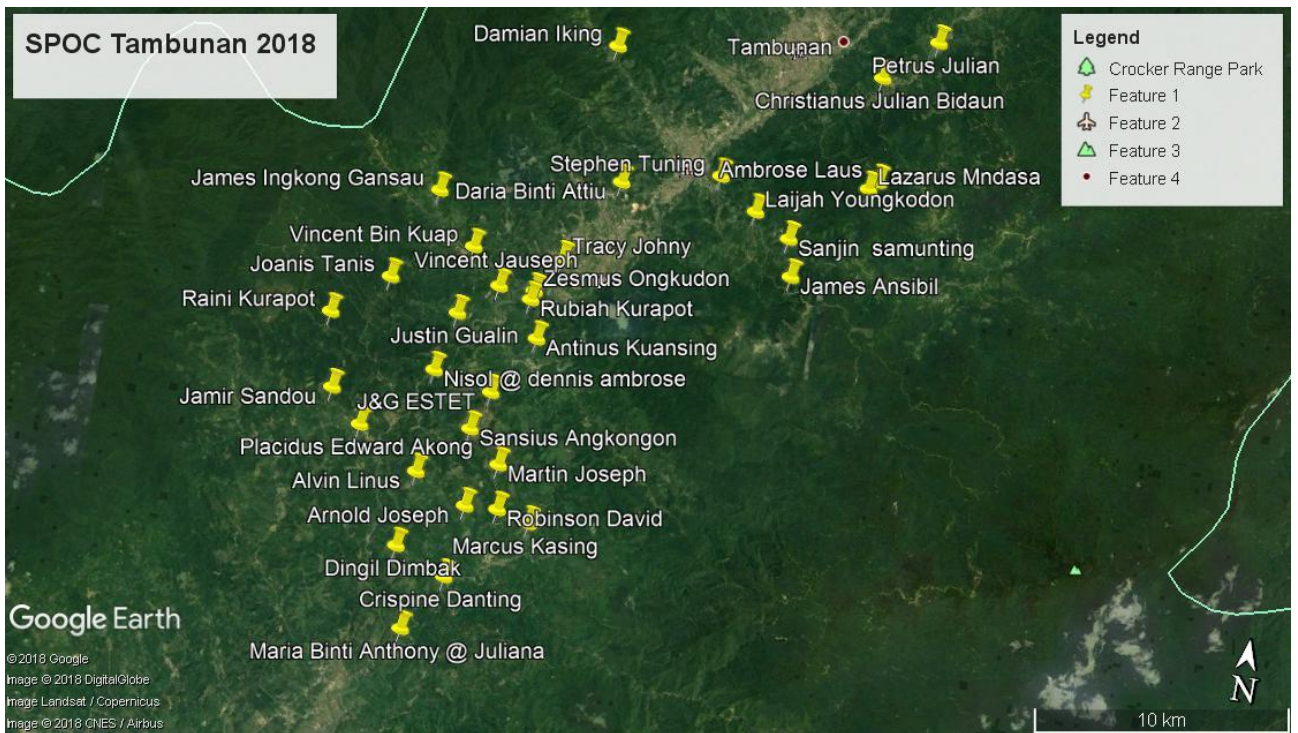 SPOC Tambunan 2018
Legend
Crocker Range Park
Feature 1
Feature 2
Feature 3
Feature 4
Damian Iking
Tambunan
Petrus Julian
Christianus Julian Bidaun
Stephen Tuning
Ambrose Laus
Lazarus Mndasa
James Ingkong Gansau
Daria Binti Attiu
Laijah Youngkodon
Vincent Bin Kuap
Tracy Johny
Sanjin samunting
Joanis Tanis
Vincent Jauseph
Zesmus Ongkudon
James Ansibil
Raini Kurapot
Rubiah Kurapot
Justin Gualin
Antinus Kuansing
Nisol @ dennis ambrose
Jamir Sandou
J&G ESTET
Placidus Edward Akong
Sansius Angkongon
Alvin Linus
Martin Joseph
Arnold Joseph
Robinson David
Marcus Kasing
Dingil Dimbak
Crispine Danting
Maria Binti Anthony @ Juliana
Google Earth
© 2018 Google
Image © 2018 DigitalGlobe
Image Landsat / Copernicus
Image © 2018 CNES / Airbus
N
10 km